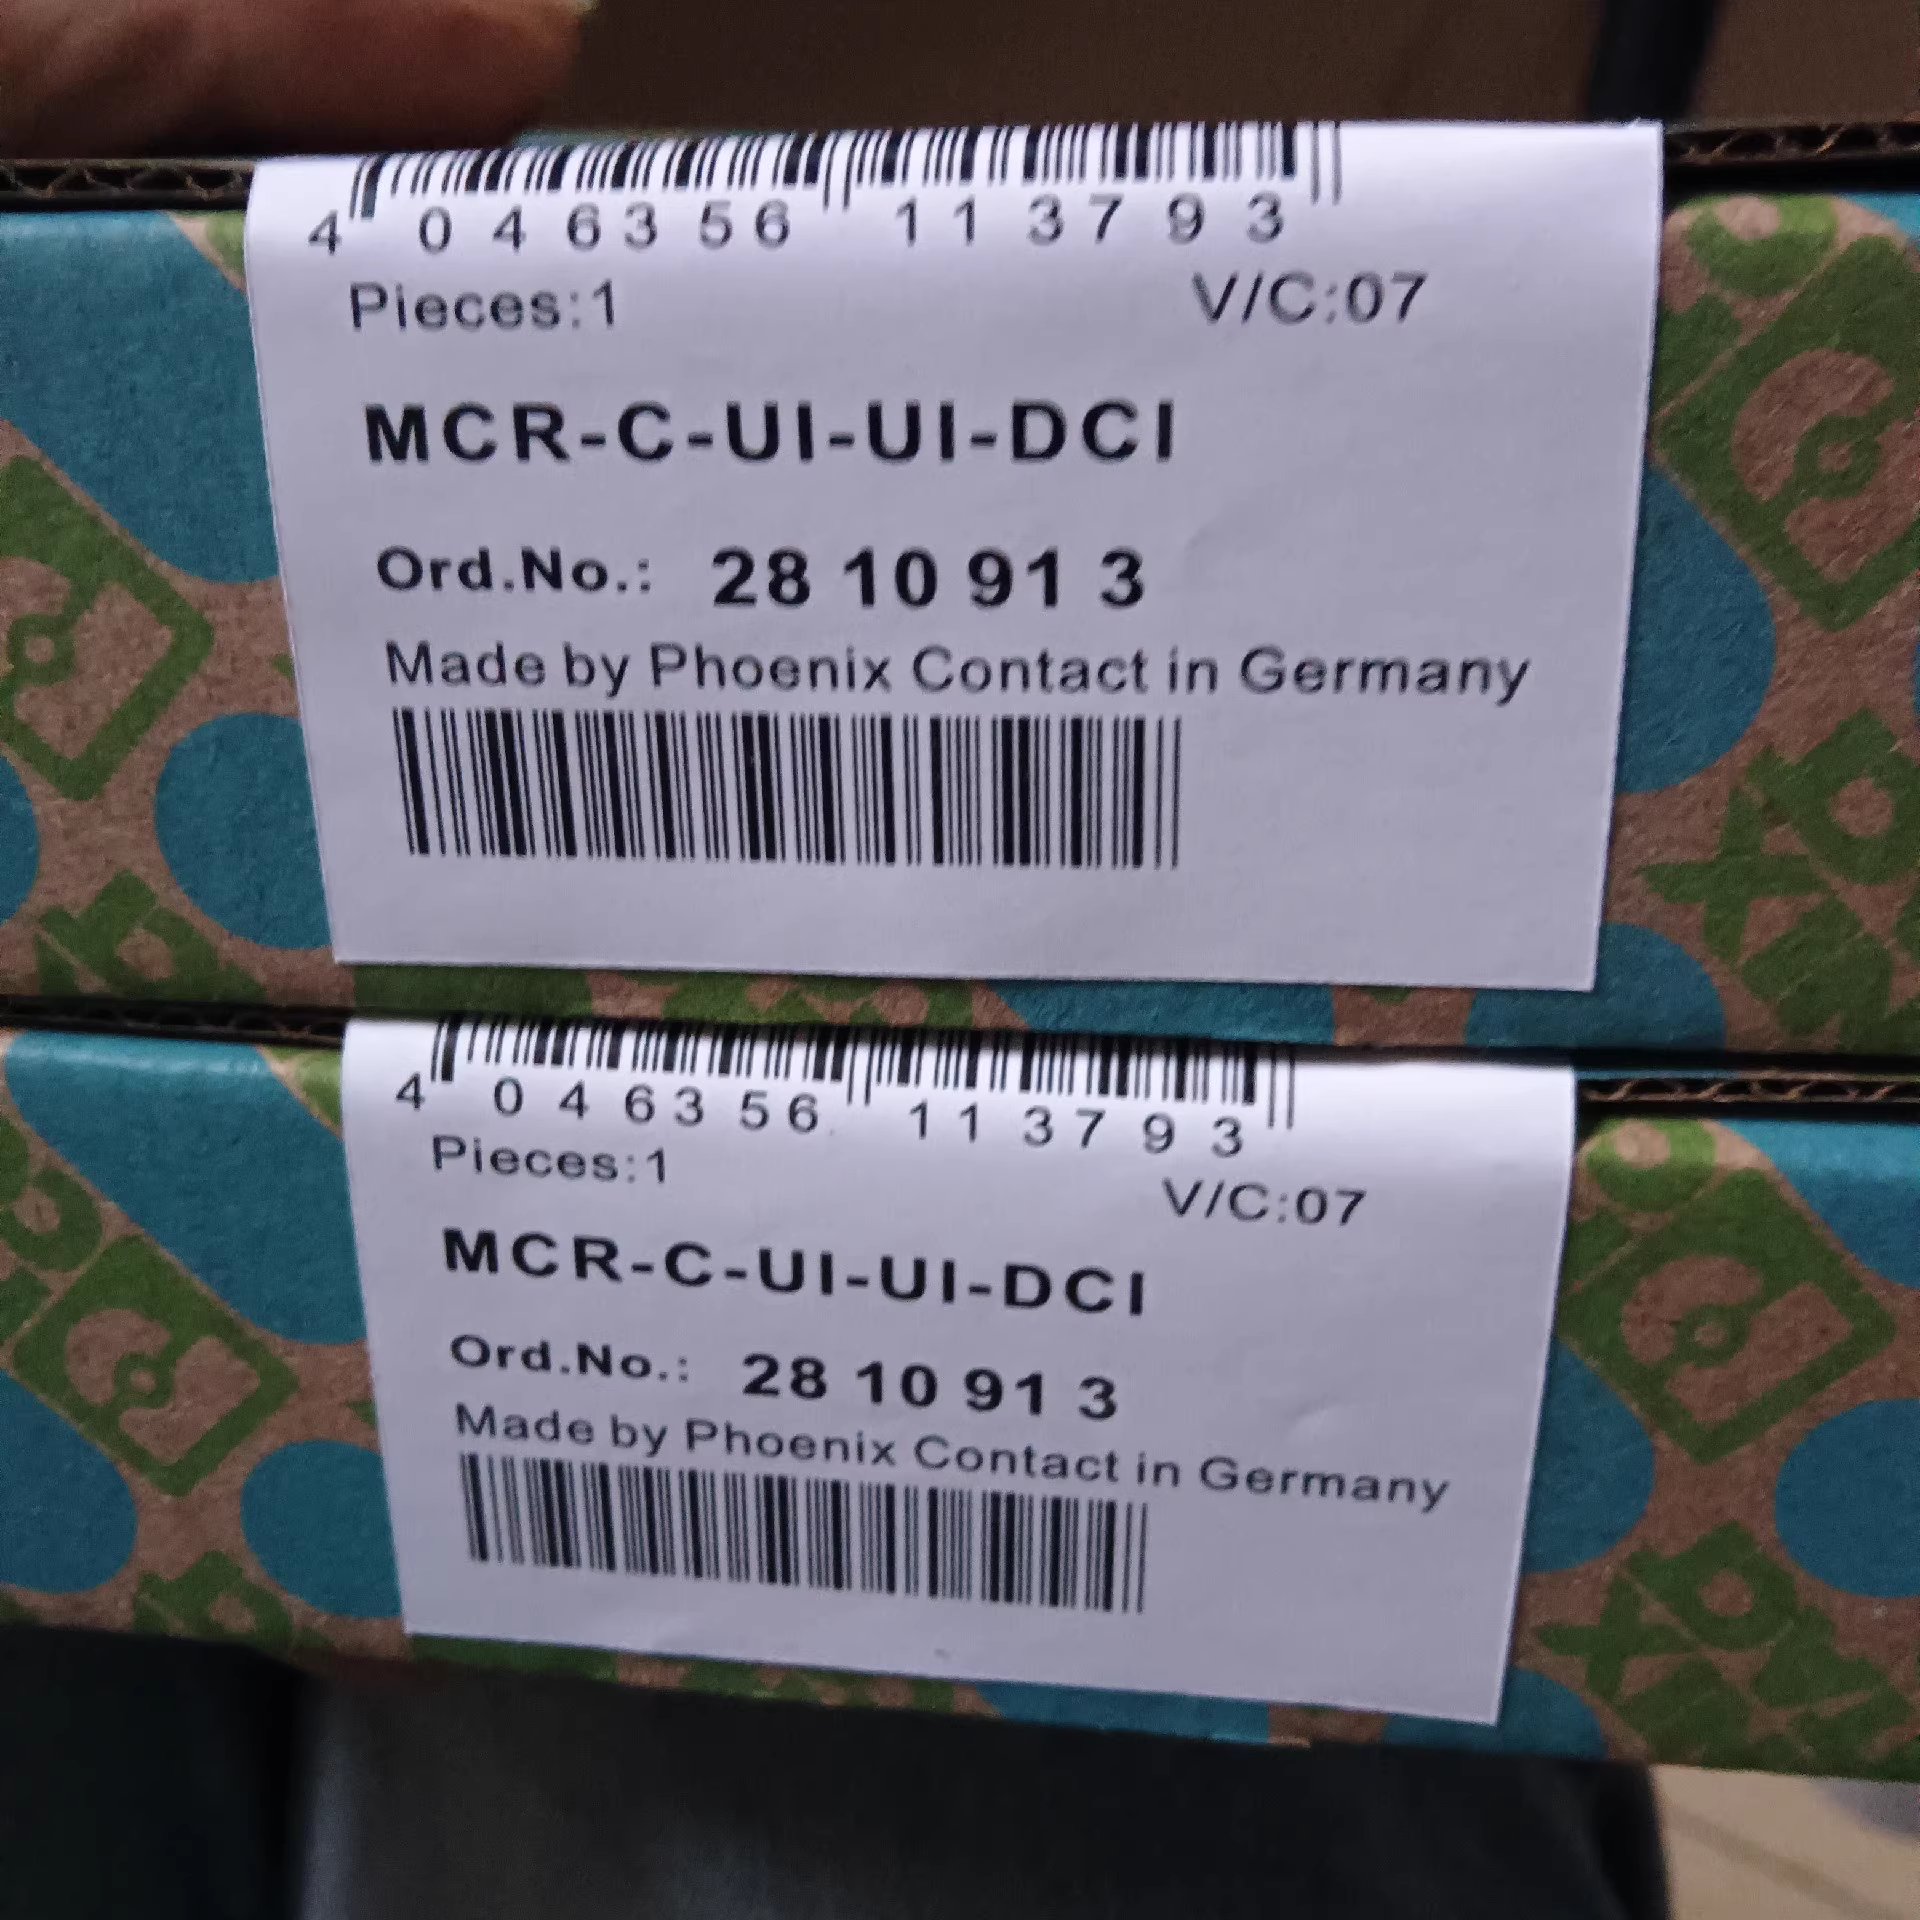 4 046356 113793
Pieces:1 V/C:07
MCR-C-UI-UI-DCI
Ord.No.: 28 10 91 3
Made by Phoenix Contact in Germany
4 046356 113793
Pieces:1 V/C:07
MCR-C-UI-UI-DCI
Ord.No.: 28 10 91 3
Made by Phoenix Contact in Germany